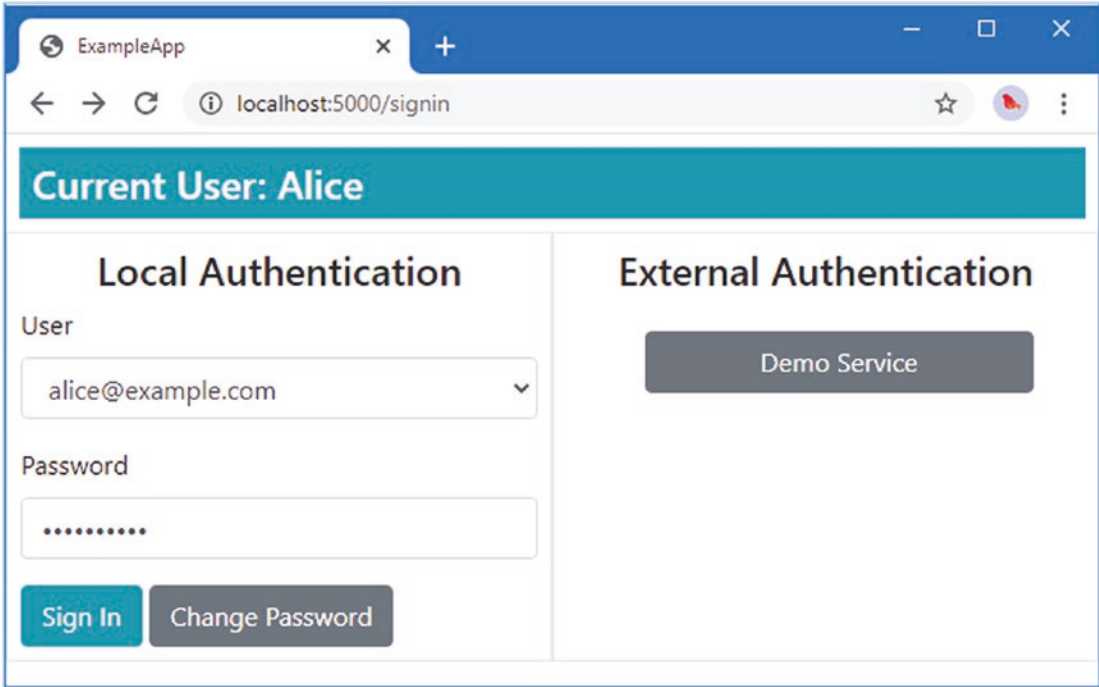 ExampleApp
localhost:5000/signin
Current User: Alice
Local Authentication
User
alice@example.com
Password
••••••••••
Sign In Change Password
External Authentication
Demo Service